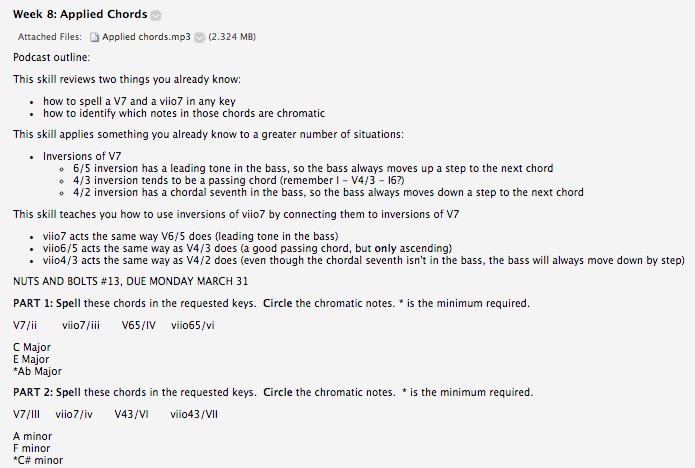 Week 8: Applied Chords
Attached Files: Applied chords.mp3 (2.324 MB)
Podcast outline:
This skill reviews two things you already know:
• how to spell a V7 and a viio7 in any key
• how to identify which notes in those chords are chromatic
This skill applies something you already know to a greater number of situations:
• Inversions of V7
◦ 6/5 inversion has a leading tone in the bass, so the bass always moves up a step to the next chord
◦ 4/3 inversion tends to be a passing chord (remember I - V4/3 - I6?)
◦ 4/2 inversion has a chordal seventh in the bass, so the bass always moves down a step to the next chord
This skill teaches you how to use inversions of viio7 by connecting them to inversions of V7
• viio7 acts the same way V6/5 does (leading tone in the bass)
• viio6/5 acts the same way as V4/3 does (a good passing chord, but only ascending)
• viio4/3 acts the same way as V4/2 does (even though the chordal seventh isn't in the bass, the bass will always move down by step)
NUTS AND BOLTS #13, DUE MONDAY MARCH 31
PART 1: Spell these chords in the requested keys. Circle the chromatic notes. * is the minimum required.
V7/ii viio7/iii V65/IV viio65/vi
C Major
E Major
*Ab Major
PART 2: Spell these chords in the requested keys. Circle the chromatic notes. * is the minimum required.
V7/III viio7/iv V43/VI viio43/VII
A minor
F minor
*C# minor